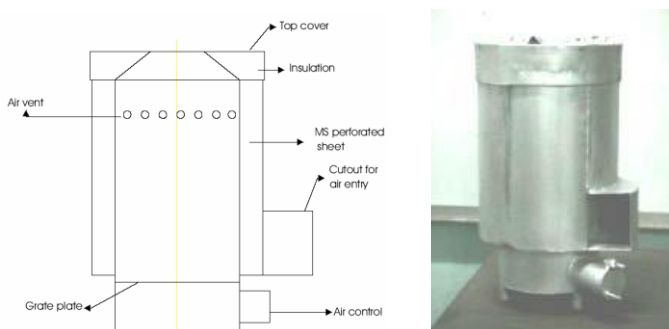 Top cover
Insulation
Air vent
MS perforated
sheet
Cutout for
air entry
Grate plate
Air control